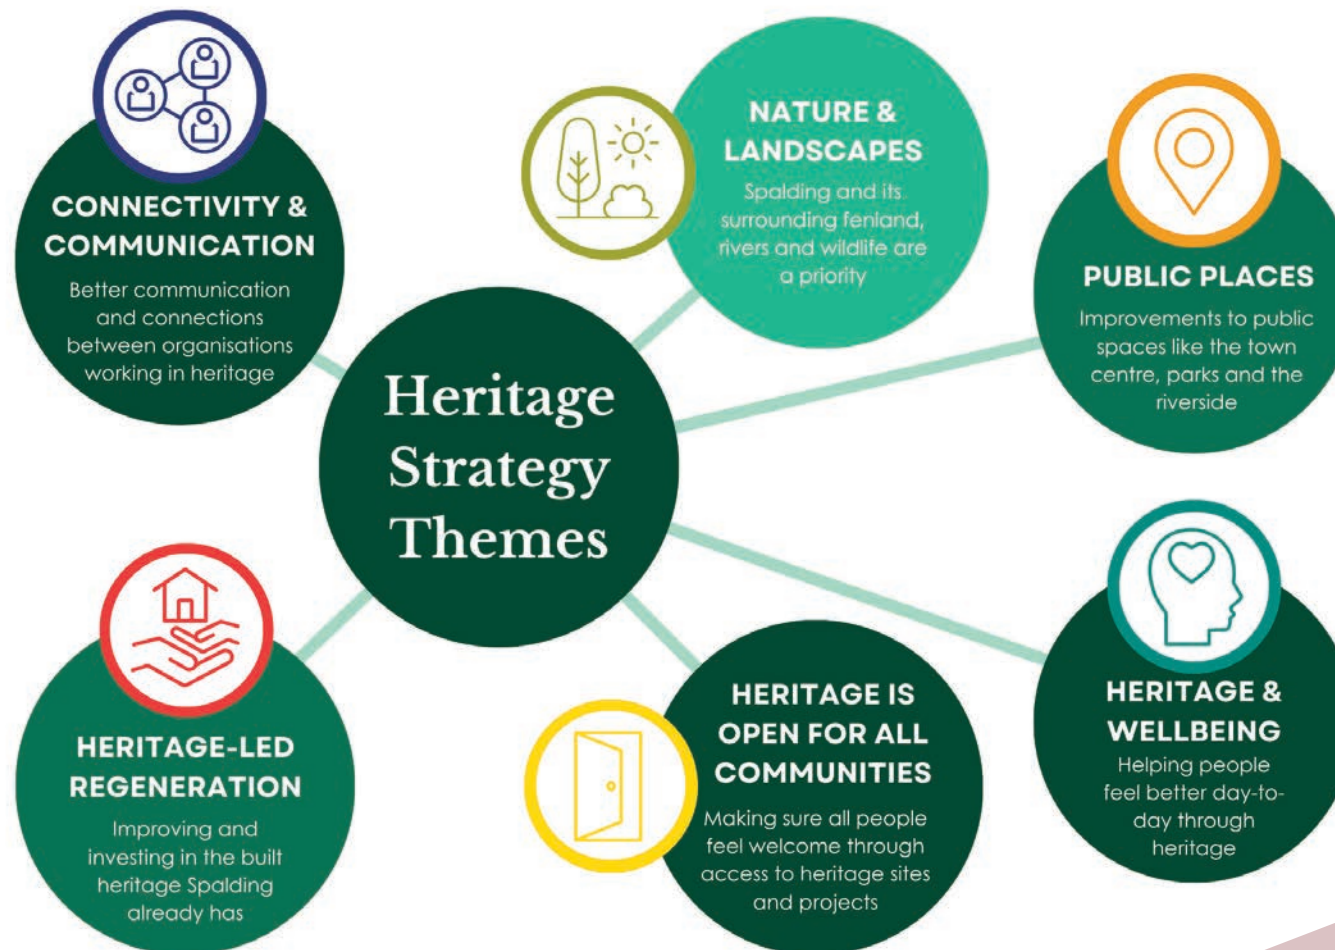 CONNECTIVITY &
COMMUNICATION
Better communication
and connections
between organisations
working in heritage
NATURE &
LANDSCAPES
Spalding and its
surrounding fenland,
rivers and wildlife are
a priority
PUBLIC PLACES
Improvements to public
spaces like the town
centre, parks and the
riverside
Heritage
Strategy
Themes
HERITAGE-LED
REGENERATION
Improving and
investing in the built
heritage Spalding
already has
HERITAGE IS
OPEN FOR ALL
COMMUNITIES
Making sure all people
feel welcome through
access to heritage sites
and projects
HERITAGE &
WELLBEING
Helping people
feel better day-to-
day through
heritage